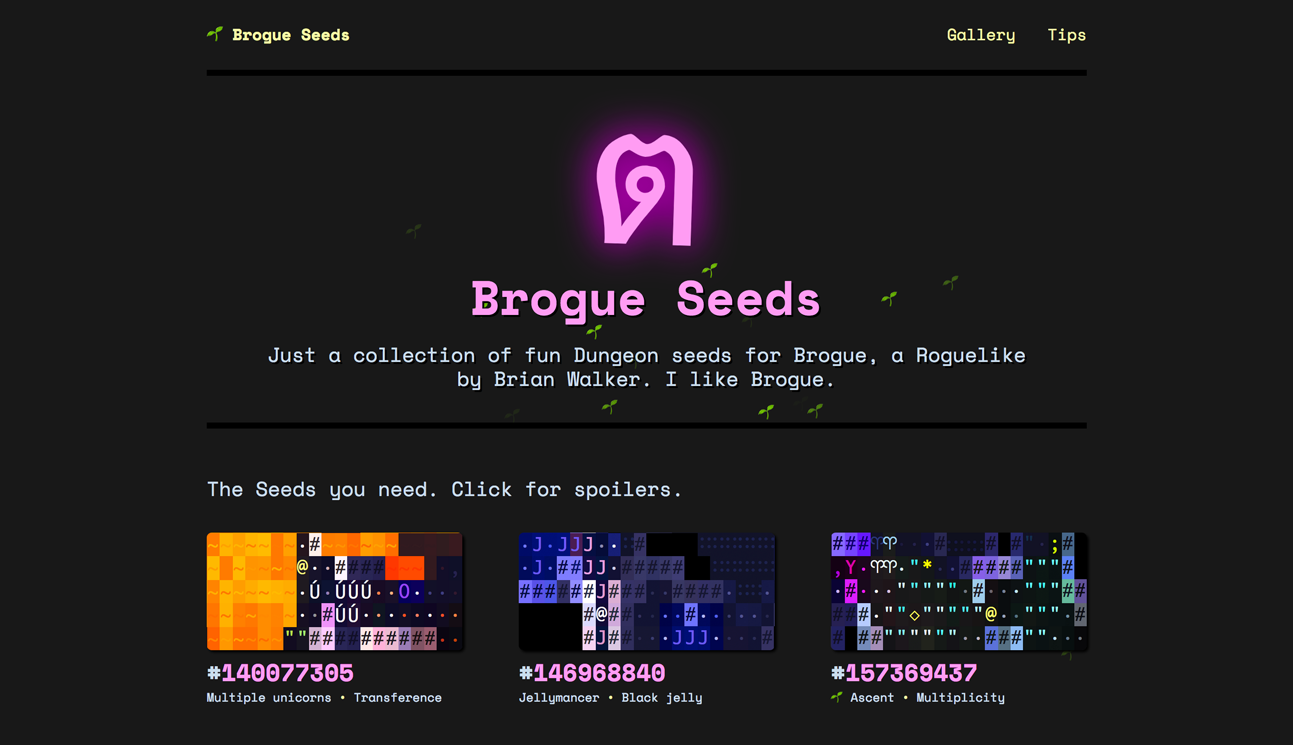 Brogue Seeds
Gallery Tips
ฅ
Brogue Seeds
Just a collection of fun Dungeon seeds for Brogue, a Roguelike
by Brian Walker. I like Brogue.
The Seeds you need. Click for spoilers.
#140077305
Multiple unicorns • Transference
#146968840
Jellymancer • Black jelly
#157369437
Ascent • Multiplicity